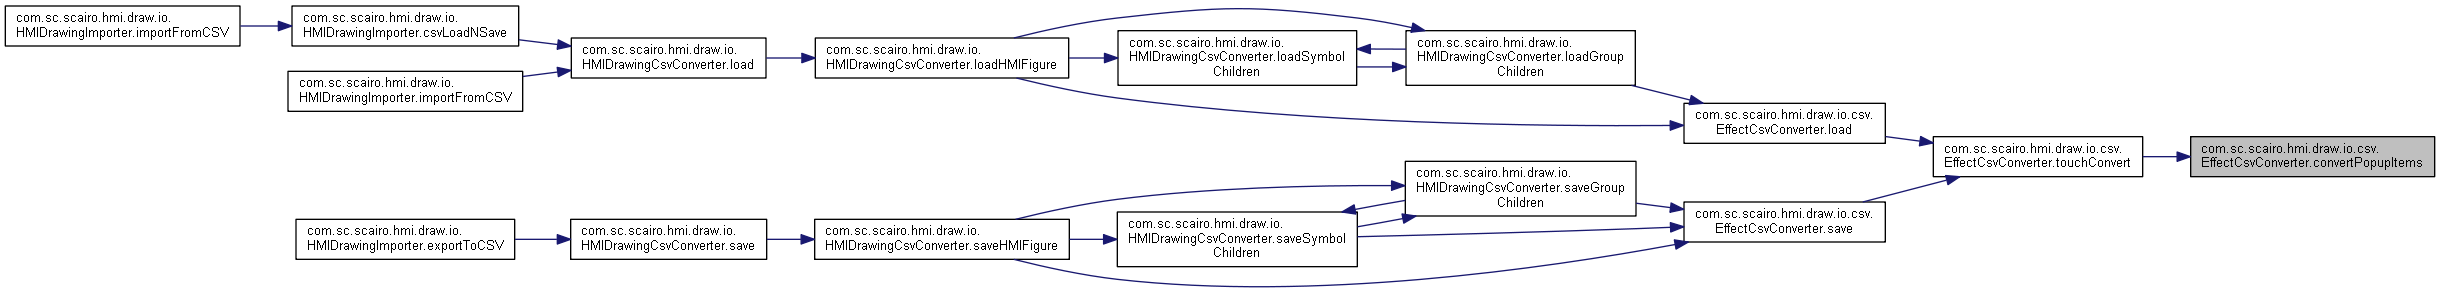 com.sc.scairo.hmi.draw.io.
HMIDrawingImporter.importFromCSV
com.sc.scairo.hmi.draw.io.
HMIDrawingImporter.csvLoadNSave
com.sc.scairo.hmi.draw.io.
HMIDrawingImporter.importFromCSV
com.sc.scairo.hmi.draw.io.
HMIDrawingCsvConverter.load
com.sc.scairo.hmi.draw.io.
HMIDrawingCsvConverter.loadHMIFigure
com.sc.scairo.hmi.draw.io.
HMIDrawingCsvConverter.loadSymbol
Children
com.sc.scairo.hmi.draw.io.
HMIDrawingCsvConverter.loadGroup
Children
com.sc.scairo.hmi.draw.io.csv.
EffectCsvConverter.load
com.sc.scairo.hmi.draw.io.csv.
EffectCsvConverter.touchConvert
com.sc.scairo.hmi.draw.io.csv.
EffectCsvConverter.convertPopupItems
com.sc.scairo.hmi.draw.io.
HMIDrawingImporter.exportToCSV
com.sc.scairo.hmi.draw.io.
HMIDrawingCsvConverter.save
com.sc.scairo.hmi.draw.io.
HMIDrawingCsvConverter.saveHMIFigure
com.sc.scairo.hmi.draw.io.
HMIDrawingCsvConverter.saveSymbol
Children
com.sc.scairo.hmi.draw.io.
HMIDrawingCsvConverter.saveGroup
Children
com.sc.scairo.hmi.draw.io.csv.
EffectCsvConverter.save